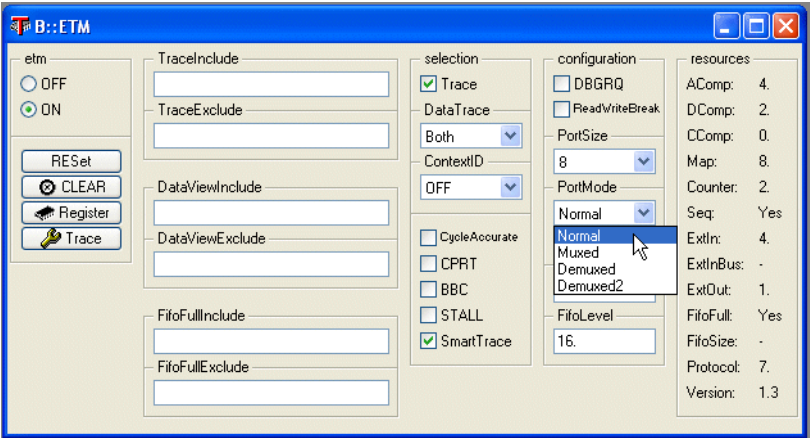 B::ETM
etm
OFF
ON
RESet
CLEAR
Register
Trace
TraceInclude
TraceExclude
DataViewInclude
DataViewExclude
FifoFullInclude
FifoFullExclude
selection
Trace
DataTrace
Both
ContextID
OFF
CycleAccurate
CPRT
BBC
STALL
SmartTrace
configuration
DBGRQ
ReadWriteBreak
PortSize
8
PortMode
Normal
Normal
Muxed
Demuxed
Demuxed2
FifoLevel
16.
resources
AComp: 4.
DComp: 2.
CComp: 0.
Map: 8.
Counter: 2.
Seq: Yes
ExtIn: 4.
ExtInBus: -
ExtOut: 1.
FifoFull: Yes
FifoSize: -
Protocol: 7.
Version: 1.3